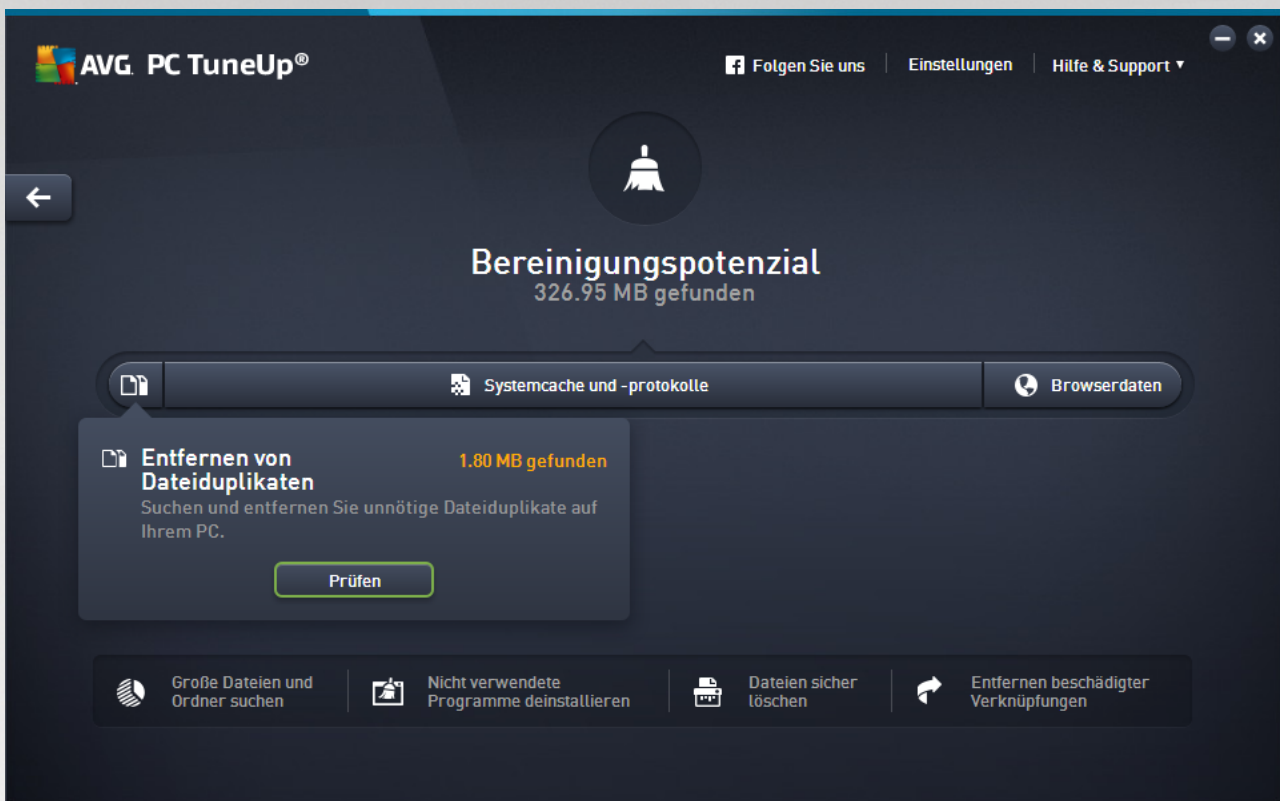 AVG PC TuneUp®
Folgen Sie uns
Einstellungen
Hilfe & Support
Bereinigungspotenzial
326.95 MB gefunden
Systemcache und -protokolle
Browserdaten
Entfernen von
Dateiduplikaten
1.80 MB gefunden
Suchen und entfernen Sie unnötige Dateiduplikate auf
Ihrem PC.
Prüfen
Große Dateien und
Ordner suchen
Nicht verwendete
Programme deinstallieren
Dateien sicher
löschen
Entfernen beschädigter
Verknüpfungen